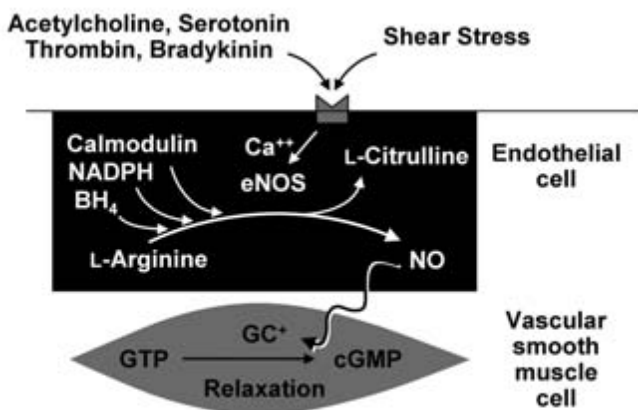 Acetylcholine, Serotonin
Thrombin, Bradykinin
Shear Stress
Calmodulin
NADPH
BH₄
Ca⁺⁺
eNOS
L-Citrulline
Endothelial
cell
L-Arginine
NO
GC⁺
GTP
cGMP
Relaxation
Vascular
smooth
muscle
cell